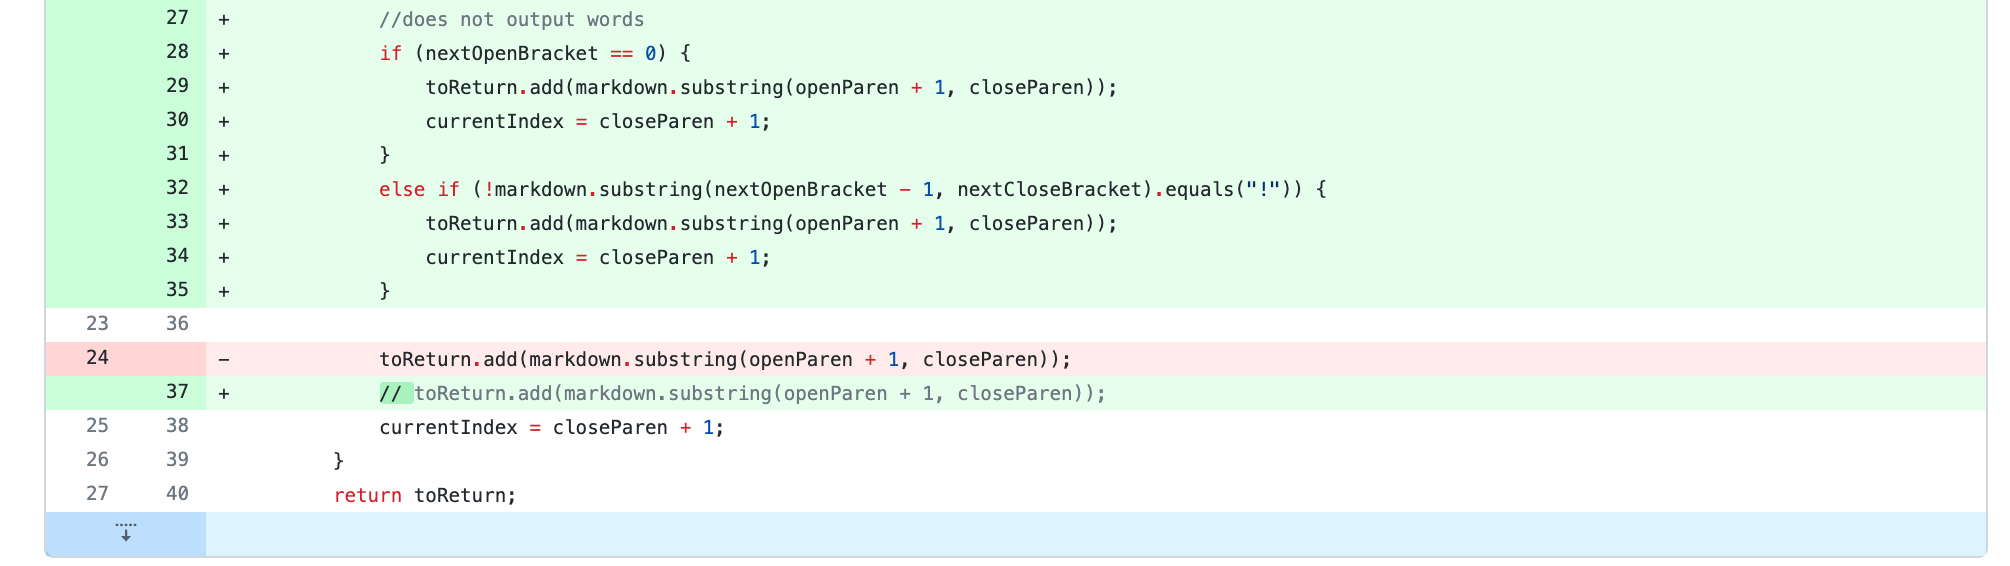 27 + //does not output words
28 + if (nextOpenBracket == 0) {
29 + toReturn.add(markdown.substring(openParen + 1, closeParen));
30 + currentIndex = closeParen + 1;
31 + }
32 + else if (!markdown.substring(nextOpenBracket - 1, nextCloseBracket).equals("!")) {
33 + toReturn.add(markdown.substring(openParen + 1, closeParen));
34 + currentIndex = closeParen + 1;
35 + }
23 36
24 - toReturn.add(markdown.substring(openParen + 1, closeParen));
37 + // toReturn.add(markdown.substring(openParen + 1, closeParen));
25 38 currentIndex = closeParen + 1;
26 39 }
27 40 return toReturn;